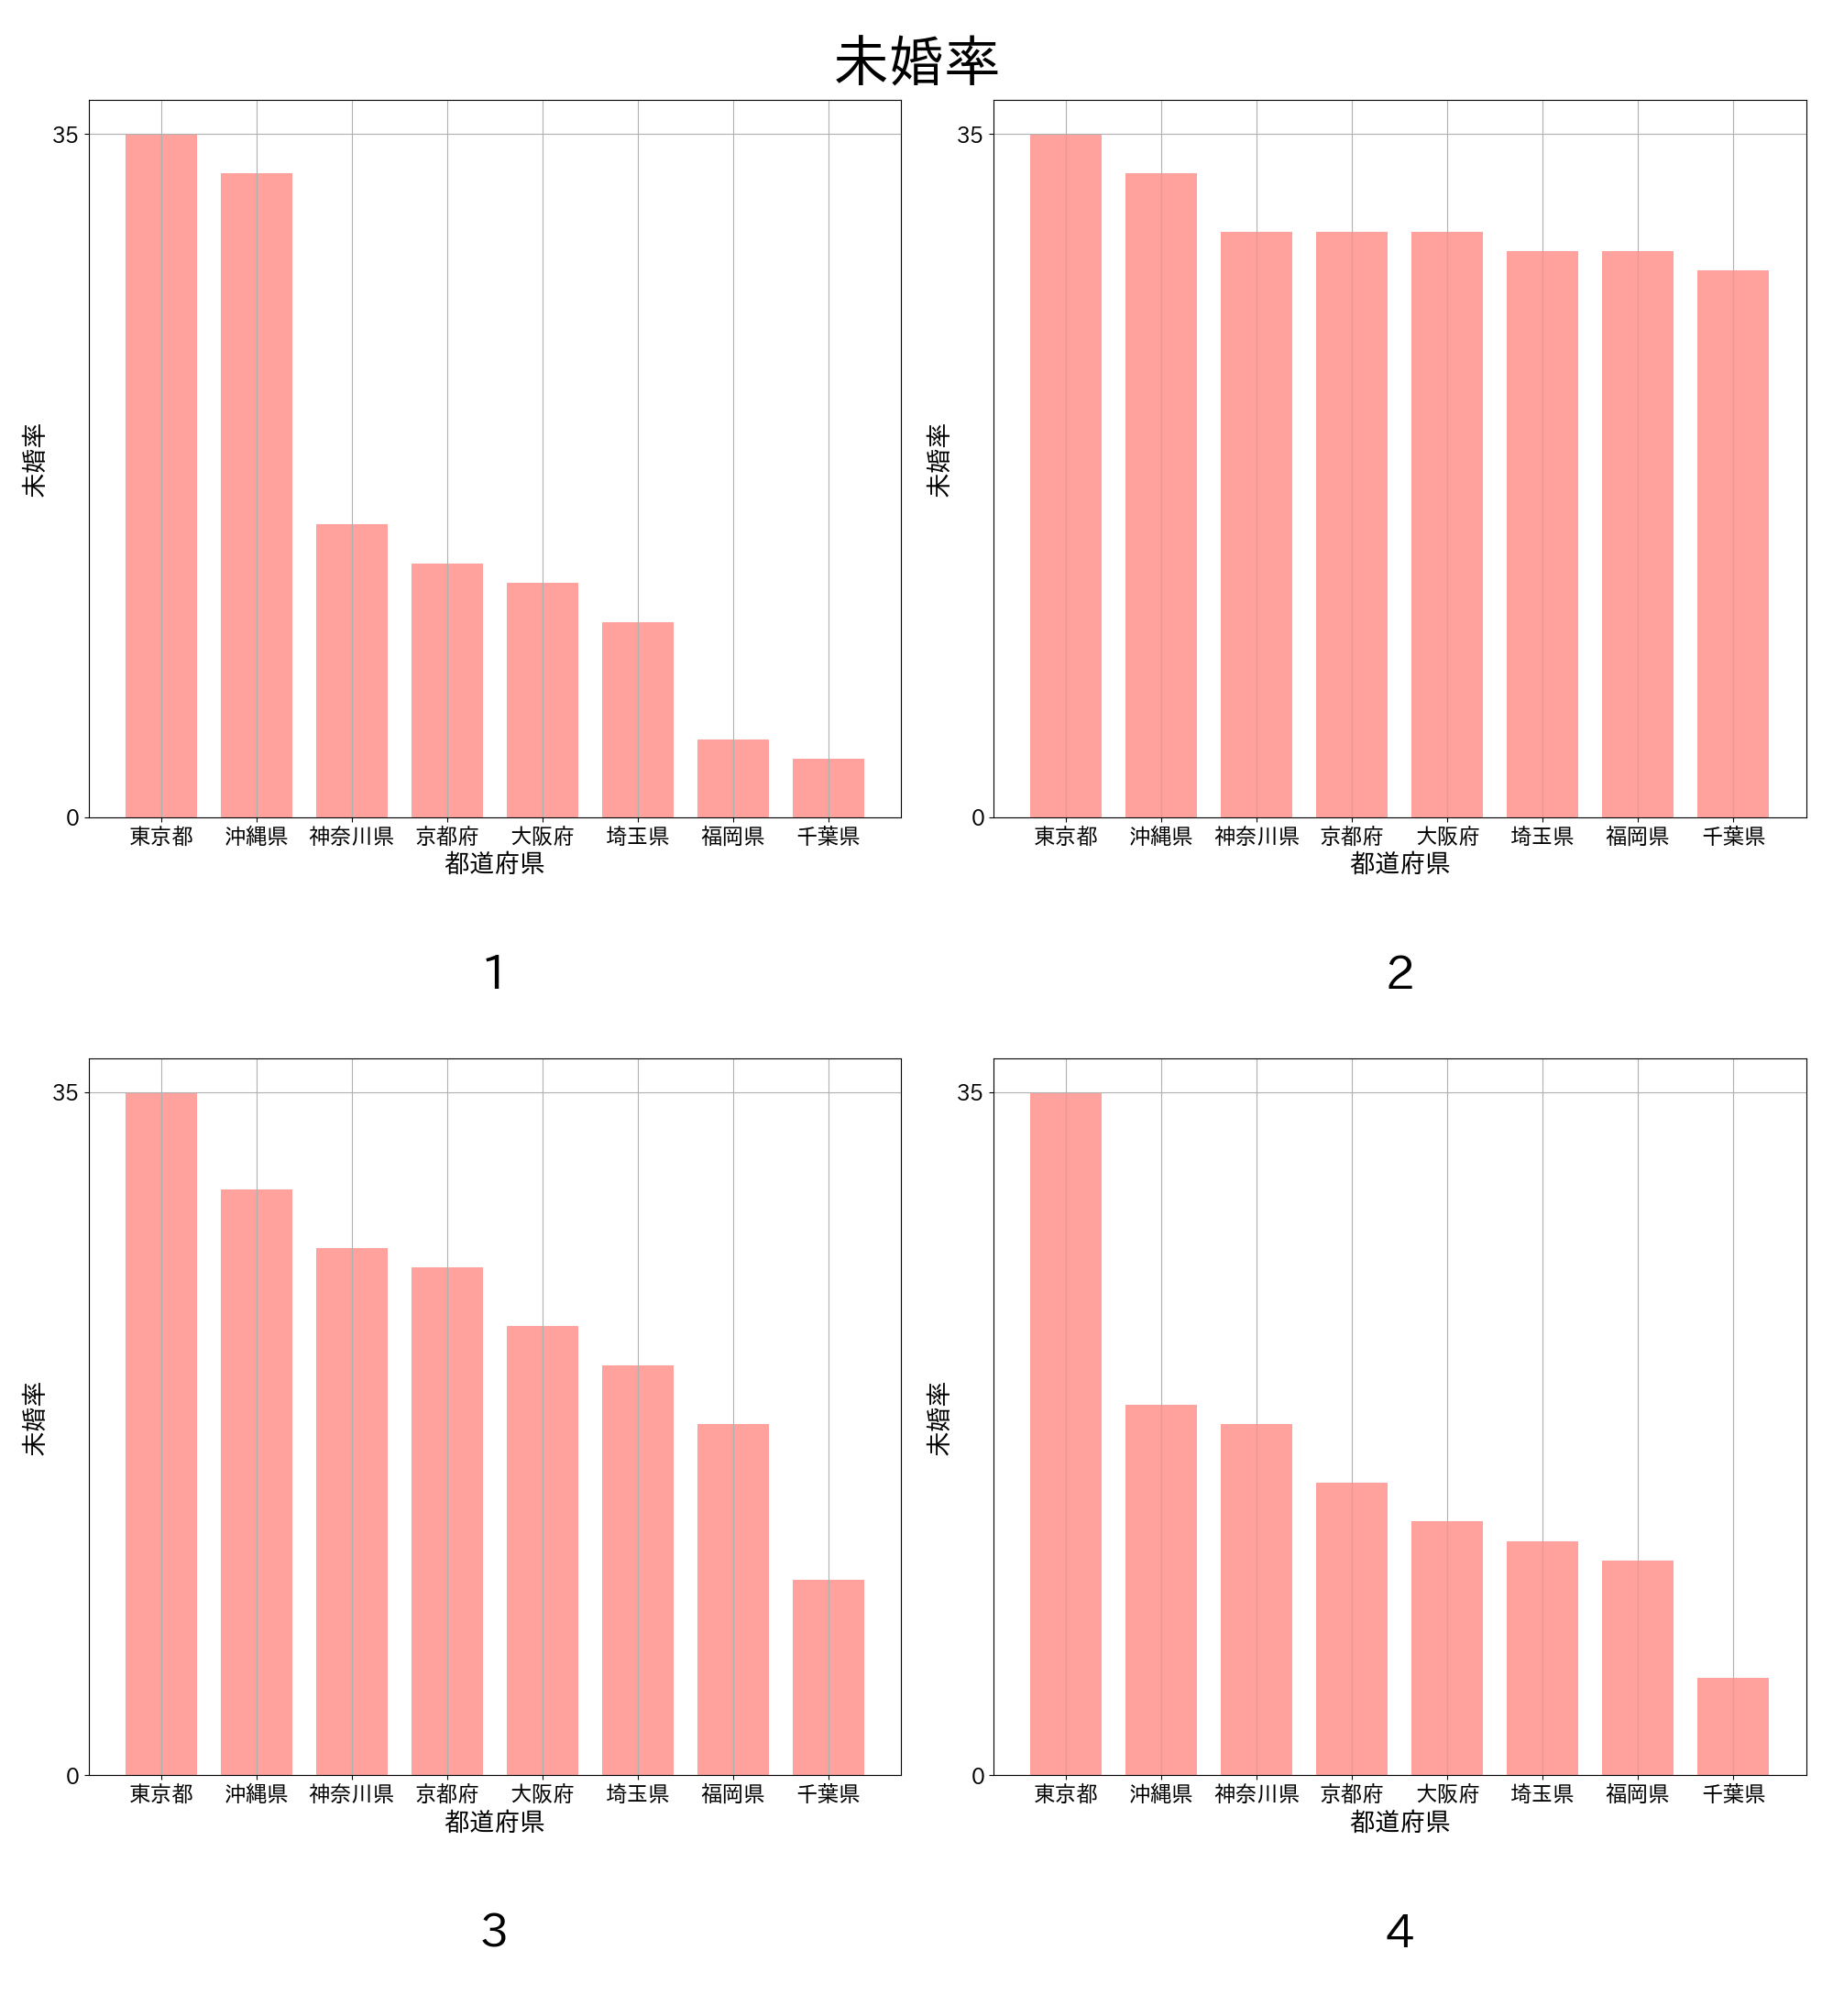 未婚率
35
0
未婚率
東京都 沖縄県 神奈川県 京都府 大阪府 埼玉県 福岡県 千葉県
都道府県
1
35
0
未婚率
東京都 沖縄県 神奈川県 京都府 大阪府 埼玉県 福岡県 千葉県
都道府県
2
35
0
未婚率
東京都 沖縄県 神奈川県 京都府 大阪府 埼玉県 福岡県 千葉県
都道府県
3
35
0
未婚率
東京都 沖縄県 神奈川県 京都府 大阪府 埼玉県 福岡県 千葉県
都道府県
4